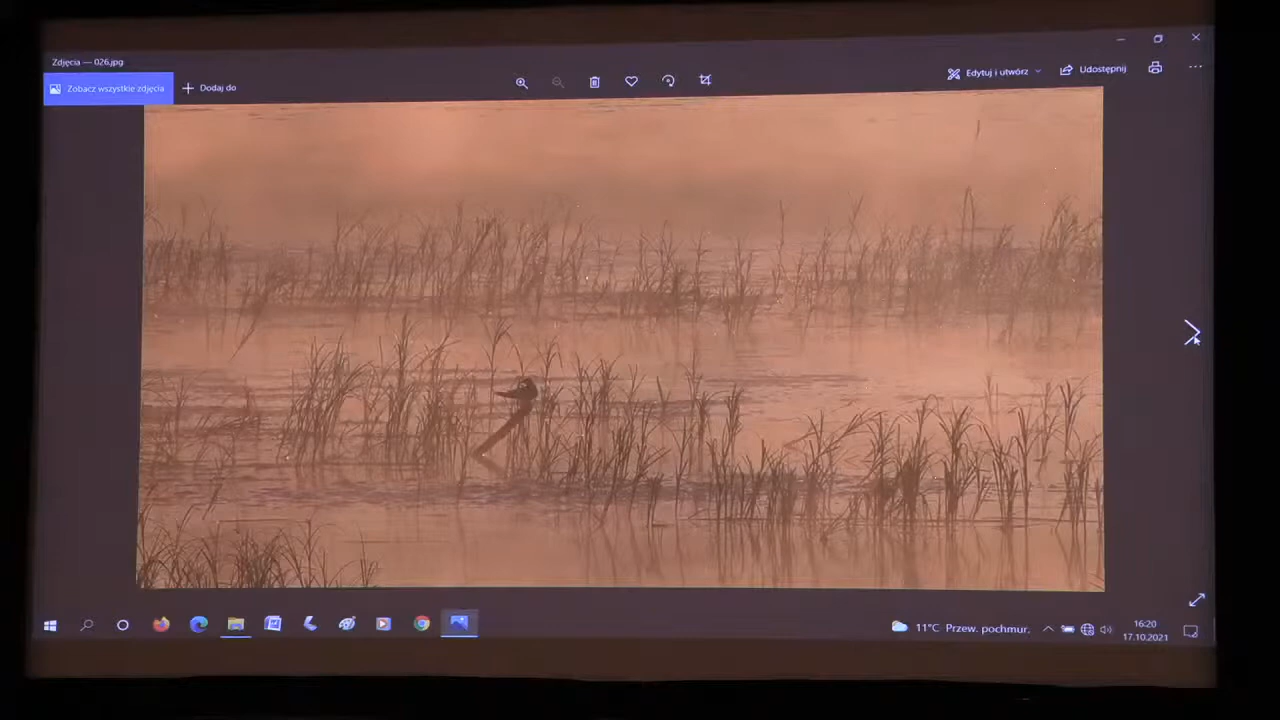 Zdjęcia — 026.jpg
Zobacz wszystkie zdjęcia
Dodaj do
Edytuj i utwórz
Udostępnij
11°C Przew. pochmur.
16:20
17.10.2021